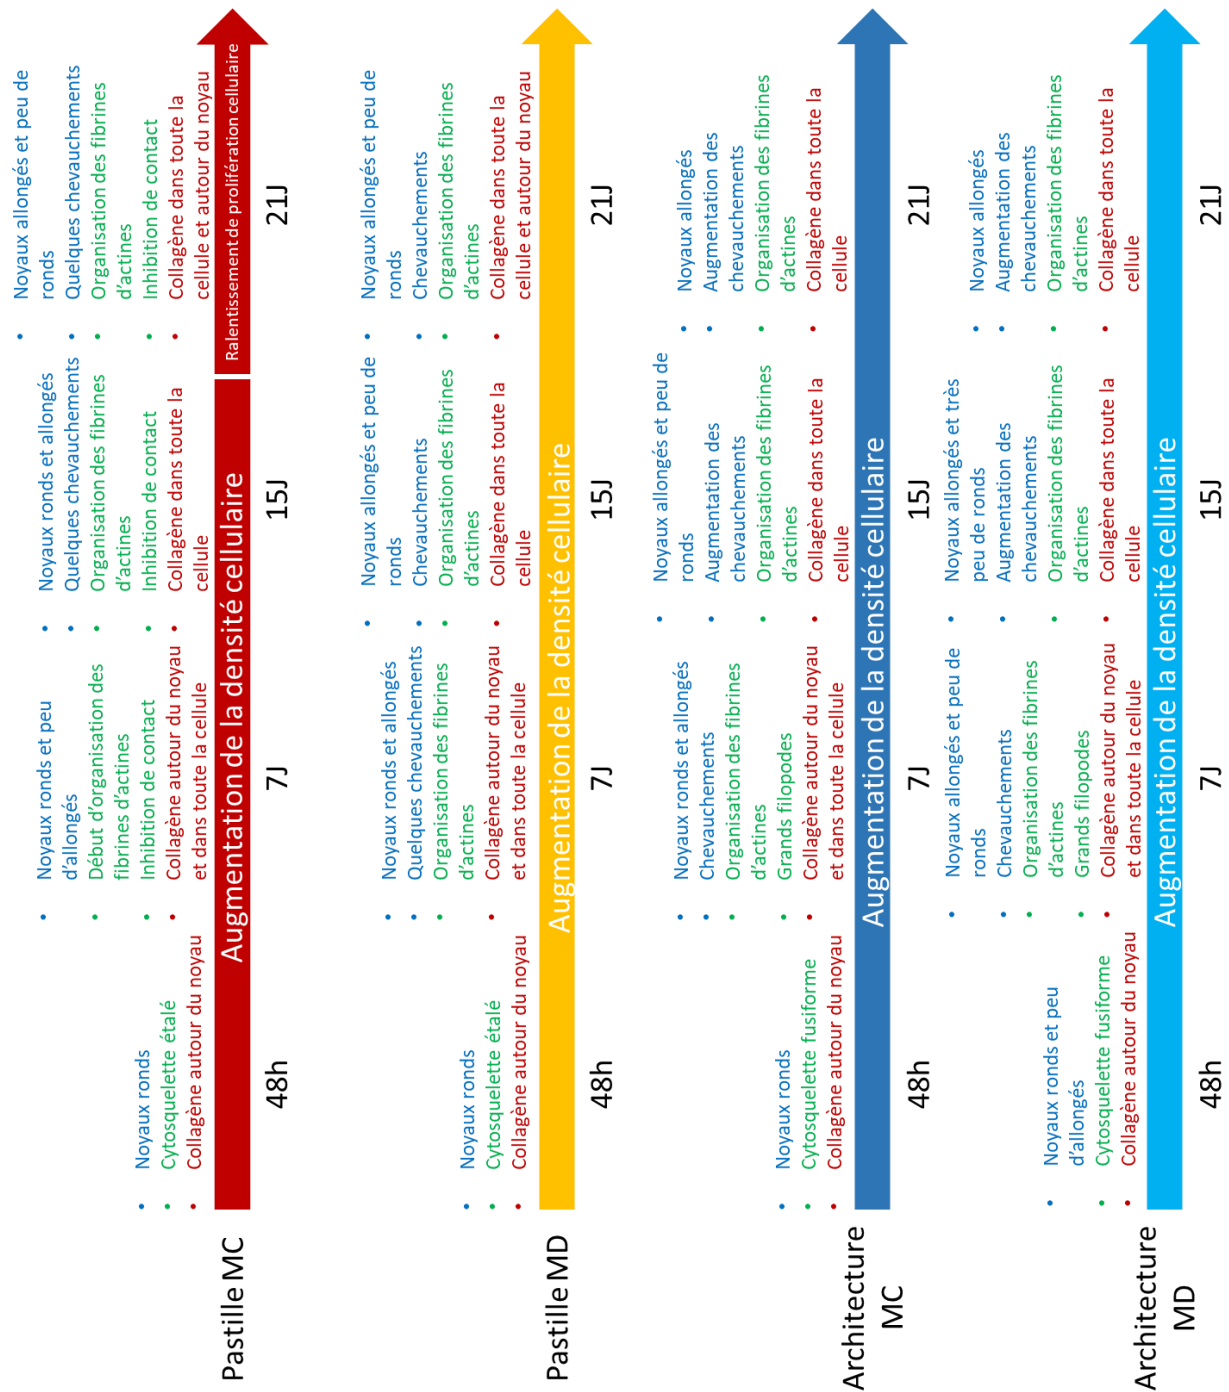 Pastille MC
Noyaux ronds
Cytosquelette étalé
Collagène autour du noyau
48h
Noyaux ronds et peu
d'allongés
Début d'organisation des
fibrines d'actines
Inhibition de contact
Collagène autour du noyau
et dans toute la cellule
7J
Noyaux ronds et allongés
Quelques chevauchements
Organisation des fibrines
d'actines
Inhibition de contact
Collagène dans toute la
cellule
15J
Noyaux allongés et peu de
ronds
Quelques chevauchements
Organisation des fibrines
d'actines
Inhibition de contact
Collagène dans toute la
cellule et autour du noyau
21J
Augmentation de la densité cellulaire
Ralentissement de prolifération cellulaire
Pastille MD
Noyaux ronds
Cytosquelette étalé
Collagène autour du noyau
48h
Noyaux ronds et allongés
Quelques chevauchements
Organisation des fibrines
d'actines
Collagène autour du noyau
et dans toute la cellule
7J
Noyaux allongés et peu de
ronds
Chevauchements
Organisation des fibrines
d'actines
Collagène dans toute la
cellule
15J
Noyaux allongés et peu de
ronds
Chevauchements
Organisation des fibrines
d'actines
Collagène dans toute la
cellule et autour du noyau
21J
Augmentation de la densité cellulaire
Architecture
MC
Noyaux ronds
Cytosquelette fusiforme
Collagène autour du noyau
48h
Noyaux ronds et allongés
Chevauchements
Organisation des fibrines
d'actines
Grands filopodes
Collagène autour du noyau
et dans toute la cellule
7J
Noyaux allongés et peu de
ronds
Augmentation des
chevauchements
Organisation des fibrines
d'actines
Collagène dans toute la
cellule
15J
Noyaux allongés
Augmentation des
chevauchements
Organisation des fibrines
d'actines
Collagène dans toute la
cellule
21J
Augmentation de la densité cellulaire
Architecture
MD
Noyaux ronds et peu
d'allongés
Cytosquelette fusiforme
Collagène autour du noyau
48h
Noyaux allongés et peu de
ronds
Chevauchements
Organisation des fibrines
d'actines
Grands filopodes
Collagène autour du noyau
et dans toute la cellule
7J
Noyaux allongés et très
peu de ronds
Augmentation des
chevauchements
Organisation des fibrines
d'actines
Collagène dans toute la
cellule
15J
Noyaux allongés
Augmentation des
chevauchements
Organisation des fibrines
d'actines
Collagène dans toute la
cellule
21J
Augmentation de la densité cellulaire